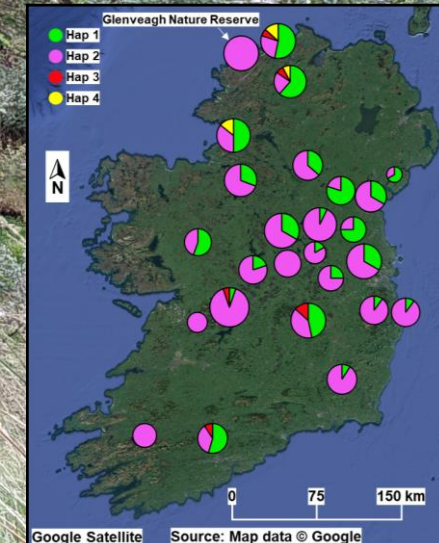 Glenveagh Nature Reserve
Hap 1
Hap 2
Hap 3
Hap 4
N
0 75 150 km
Google Satellite Source: Map data © Google